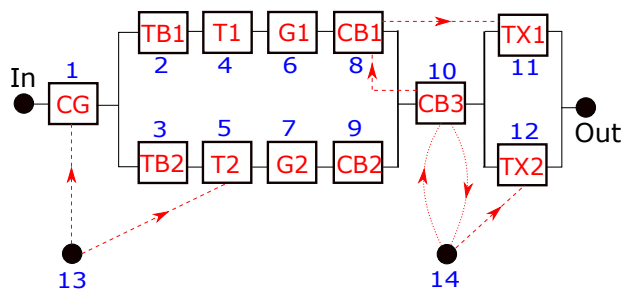 TB1 T1 G1 CB1 TX1
1 2 4 6 8 10 11
In CG CB3 Out
3 5 7 9 12
TB2 T2 G2 CB2 TX2
13 14